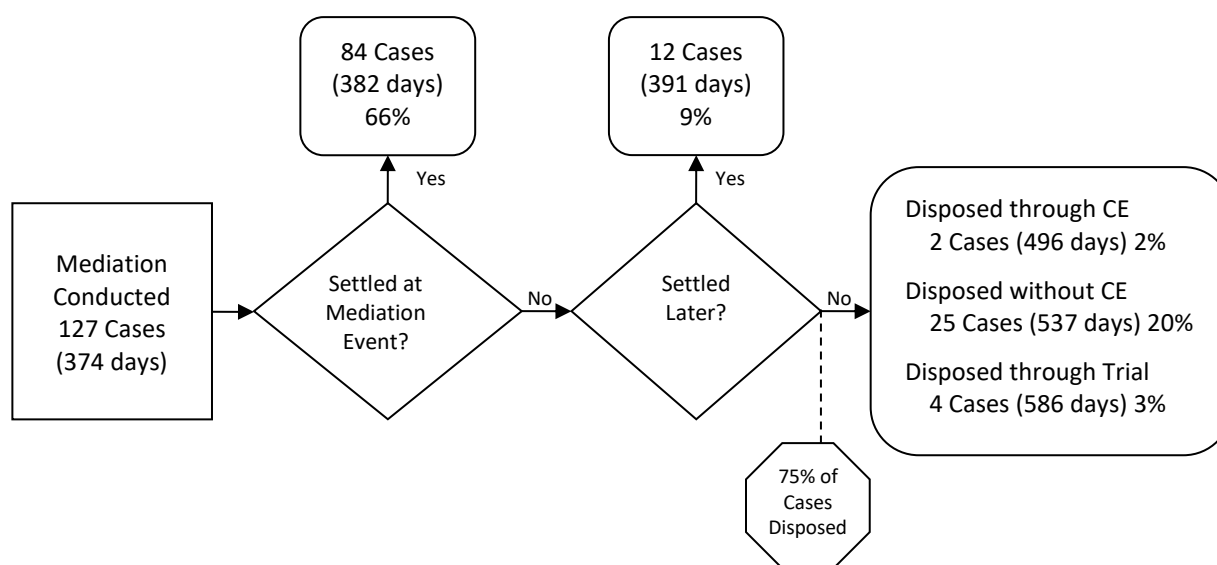 84 Cases
(382 days)
66%
12 Cases
(391 days)
9%
Yes
Yes
Mediation
Conducted
127 Cases
(374 days)
Settled at
Mediation
Event?
No
Settled
Later?
No
Disposed through CE
2 Cases (496 days) 2%
Disposed without CE
25 Cases (537 days) 20%
Disposed through Trial
4 Cases (586 days) 3%
75% of
Cases
Disposed